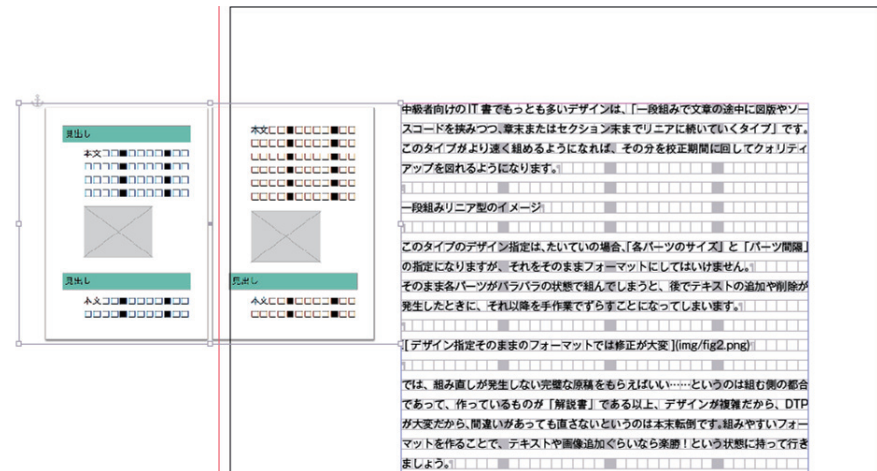 見出し
本文
見出し
本文
本文
見出し
本文
中級者向けのIT書でもっとも多いデザインは、「一段組みで文章の途中に図版やソー
スコードを挟みつつ、章末またはセクション末までリニアに続いていくタイプ」です。
このタイプがより速く組めるようになれば、その分を校正期間に回してクォリティ
アップを図れるようになります。
一段組みリニア型のイメージ
このタイプのデザイン指定は、たいていの場合、「各パーツのサイズ」と「パーツ間隔」
の指定になりますが、それをそのままフォーマットにしてはいけません。
そのまま各パーツがバラバラの状態で組んでしまうと、後でテキストの追加や削除が
発生したときに、それ以降を手作業でずらすことになってしまいます。
![デザイン指定そのままのフォーマットでは修正が大変](img/fig2.png)
では、組み直しが発生しない完璧な原稿をもらえばいい……というのは組む側の都合
であって、作っているものが「解説書」である以上、デザインが複雑だから、DTP
が大変だから、間違いがあっても直さないというのは本末転倒です。組みやすいフォー
マットを作ることで、テキストや画像追加ぐらいなら楽勝！という状態に持って行き
ましょう。